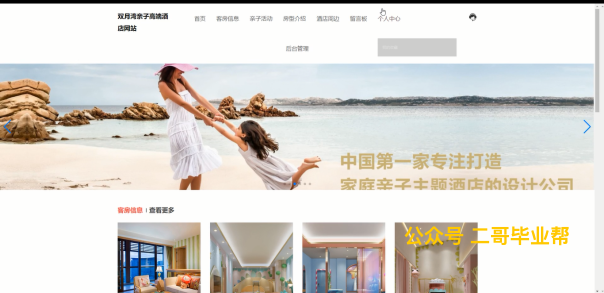 双月湾亲子高端酒
店网站
首页 客房信息 亲子活动 房型介绍 酒店周边 留言板 个人中心
后台管理
中国第一家专注打造
家庭亲子主题酒店的设计公司
客房信息 | 查看更多
公众号 二哥毕业帮